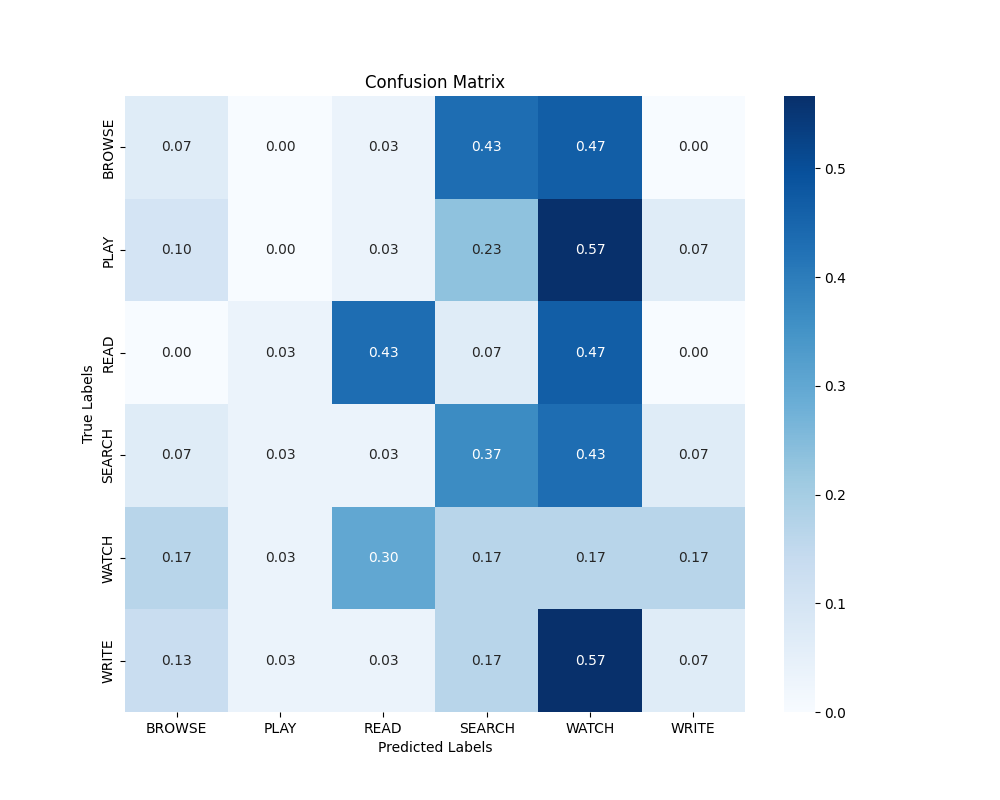 Confusion Matrix
BROWSE 0.07 0.00 0.03 0.43 0.47 0.00
PLAY 0.10 0.00 0.03 0.23 0.57 0.07
READ 0.00 0.03 0.43 0.07 0.47 0.00
SEARCH 0.07 0.03 0.03 0.37 0.43 0.07
WATCH 0.17 0.03 0.30 0.17 0.17 0.17
WRITE 0.13 0.03 0.03 0.17 0.57 0.07
True Labels
BROWSE PLAY READ SEARCH WATCH WRITE
Predicted Labels
0.5
0.4
0.3
0.2
0.1
0.0